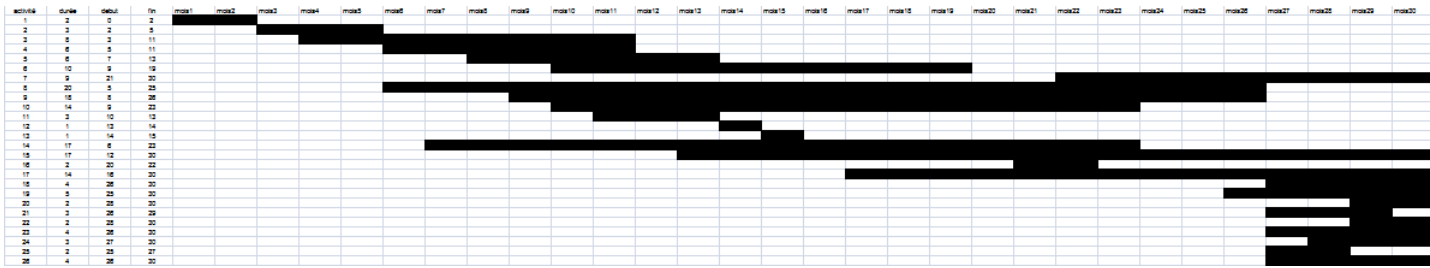 activité durée debut fin mois1 mois2 mois3 mois4 mois5 mois6 mois7 mois8 mois9 mois10 mois11 mois12 mois13 mois14 mois15 mois16 mois17 mois18 mois19 mois20 mois21 mois22 mois23 mois24 mois25 mois26 mois27 mois28 mois29 mois30
1 2 0 2
2 3 2 5
3 8 3 11
4 6 5 11
5 6 7 13
6 10 9 19
7 9 21 30
8 20 5 25
9 18 8 26
10 14 9 23
11 3 10 13
12 1 13 14
13 1 14 15
14 17 6 23
15 17 12 30
16 2 20 22
17 14 16 30
18 4 26 30
19 5 25 30
20 2 28 30
21 3 26 29
22 2 28 30
23 4 26 30
24 3 27 30
25 2 25 27
26 4 26 30